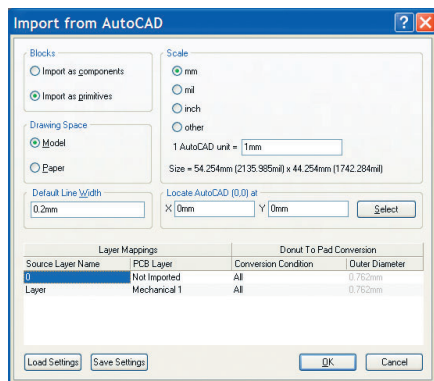 Import from AutoCAD
Blocks
Import as components
Import as primitives
Drawing Space
Model
Paper
Default Line Width
0.2mm
Scale
mm
mil
inch
other
1 AutoCAD unit = 1mm
Size = 54.254mm (2135.985mil) x 44.254mm (1742.284mil)
Locate AutoCAD (0,0) at
X 0mm Y 0mm Select
Layer Mappings Donut To Pad Conversion
Source Layer Name PCB Layer Conversion Condition Outer Diameter
0 Not Imported All 0.762mm
Layer Mechanical 1 All 0.762mm
Load Settings Save Settings OK Cancel